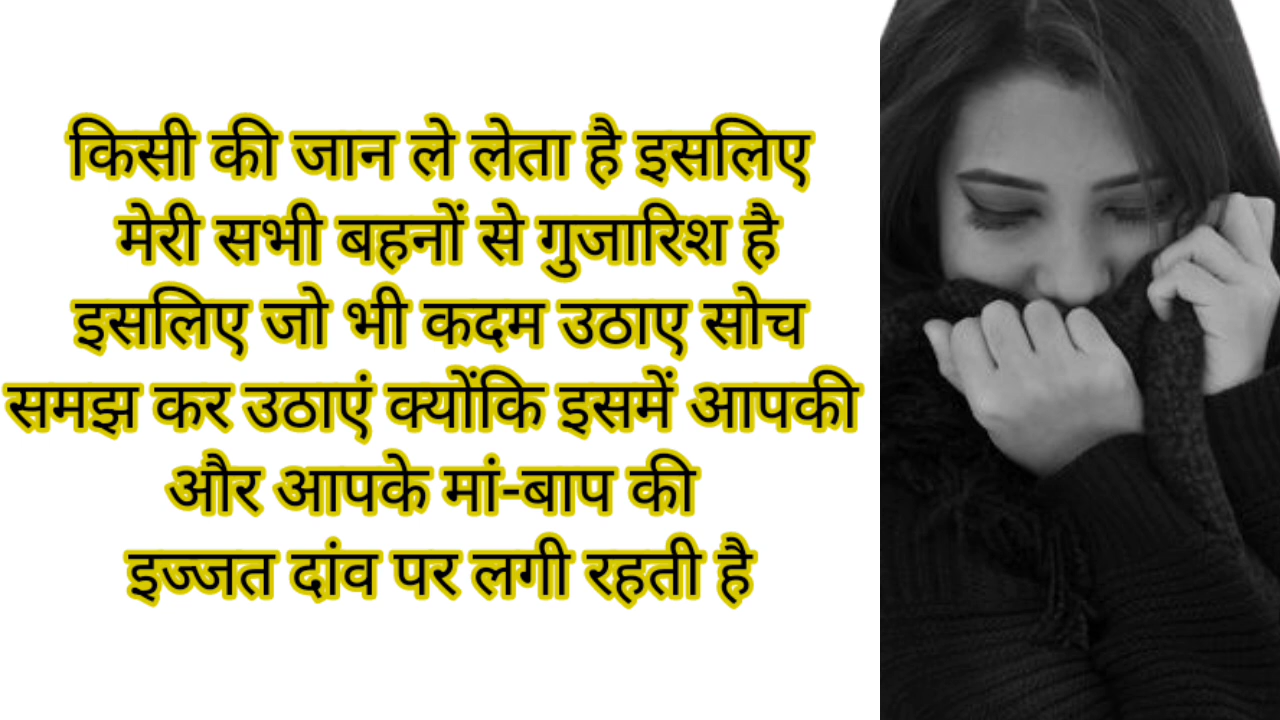 किसी की जान ले लेता है इसलिए
मेरी सभी बहनों से गुजारिश है
इसलिए जो भी कदम उठाए सोच
समझ कर उठाएं क्योंकि इसमें आपकी
और आपके मां-बाप की
इज्जत दांव पर लगी रहती है